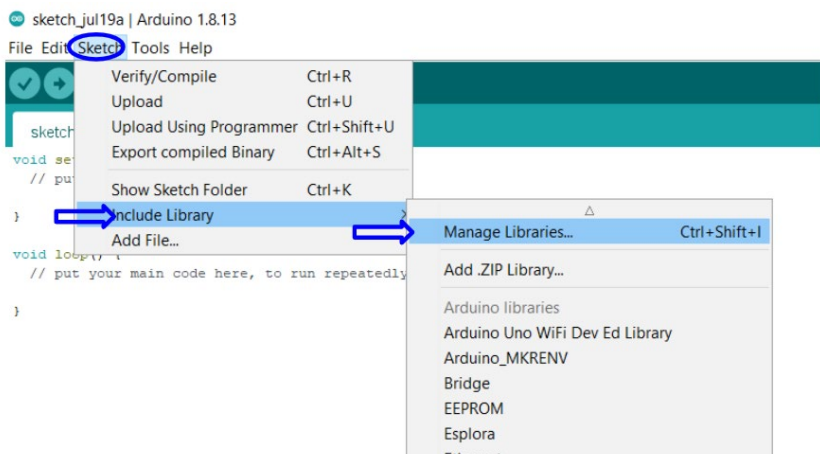 sketch_jul19a | Arduino 1.8.13
File Edit Sketch Tools Help
Verify/Compile Ctrl+R
Upload Ctrl+U
Upload Using Programmer Ctrl+Shift+U
Export compiled Binary Ctrl+Alt+S
Show Sketch Folder Ctrl+K
Include Library
Add File...
sketch
void se
// pu
}
void loop() {
// put your main code here, to run repeatedly
}
Manage Libraries... Ctrl+Shift+I
Add .ZIP Library...
Arduino libraries
Arduino Uno WiFi Dev Ed Library
Arduino_MKRENV
Bridge
EEPROM
Esplora